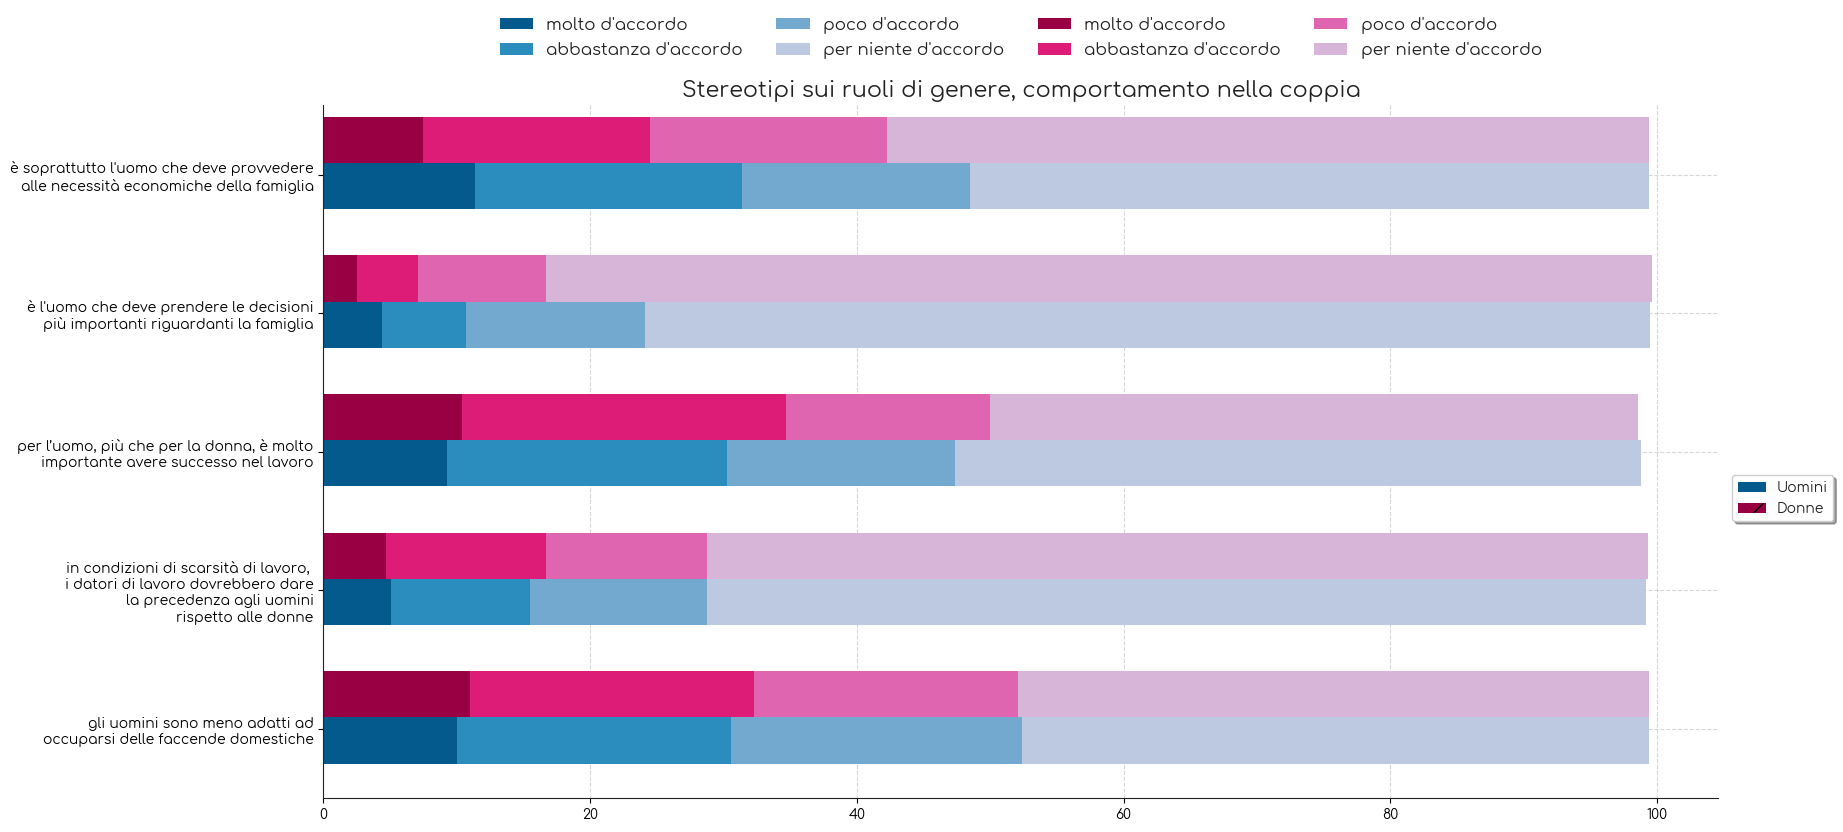 molto d'accordo
abbastanza d'accordo
poco d'accordo
per niente d'accordo
molto d'accordo
abbastanza d'accordo
poco d'accordo
per niente d'accordo
Stereotipi sui ruoli di genere, comportamento nella coppia
è soprattutto l'uomo che deve provvedere
alle necessità economiche della famiglia
è l'uomo che deve prendere le decisioni
più importanti riguardanti la famiglia
per l'uomo, più che per la donna, è molto
importante avere successo nel lavoro
in condizioni di scarsità di lavoro,
i datori di lavoro dovrebbero dare
la precedenza agli uomini
rispetto alle donne
gli uomini sono meno adatti ad
occuparsi delle faccende domestiche
0 20 40 60 80 100
Uomini
Donne